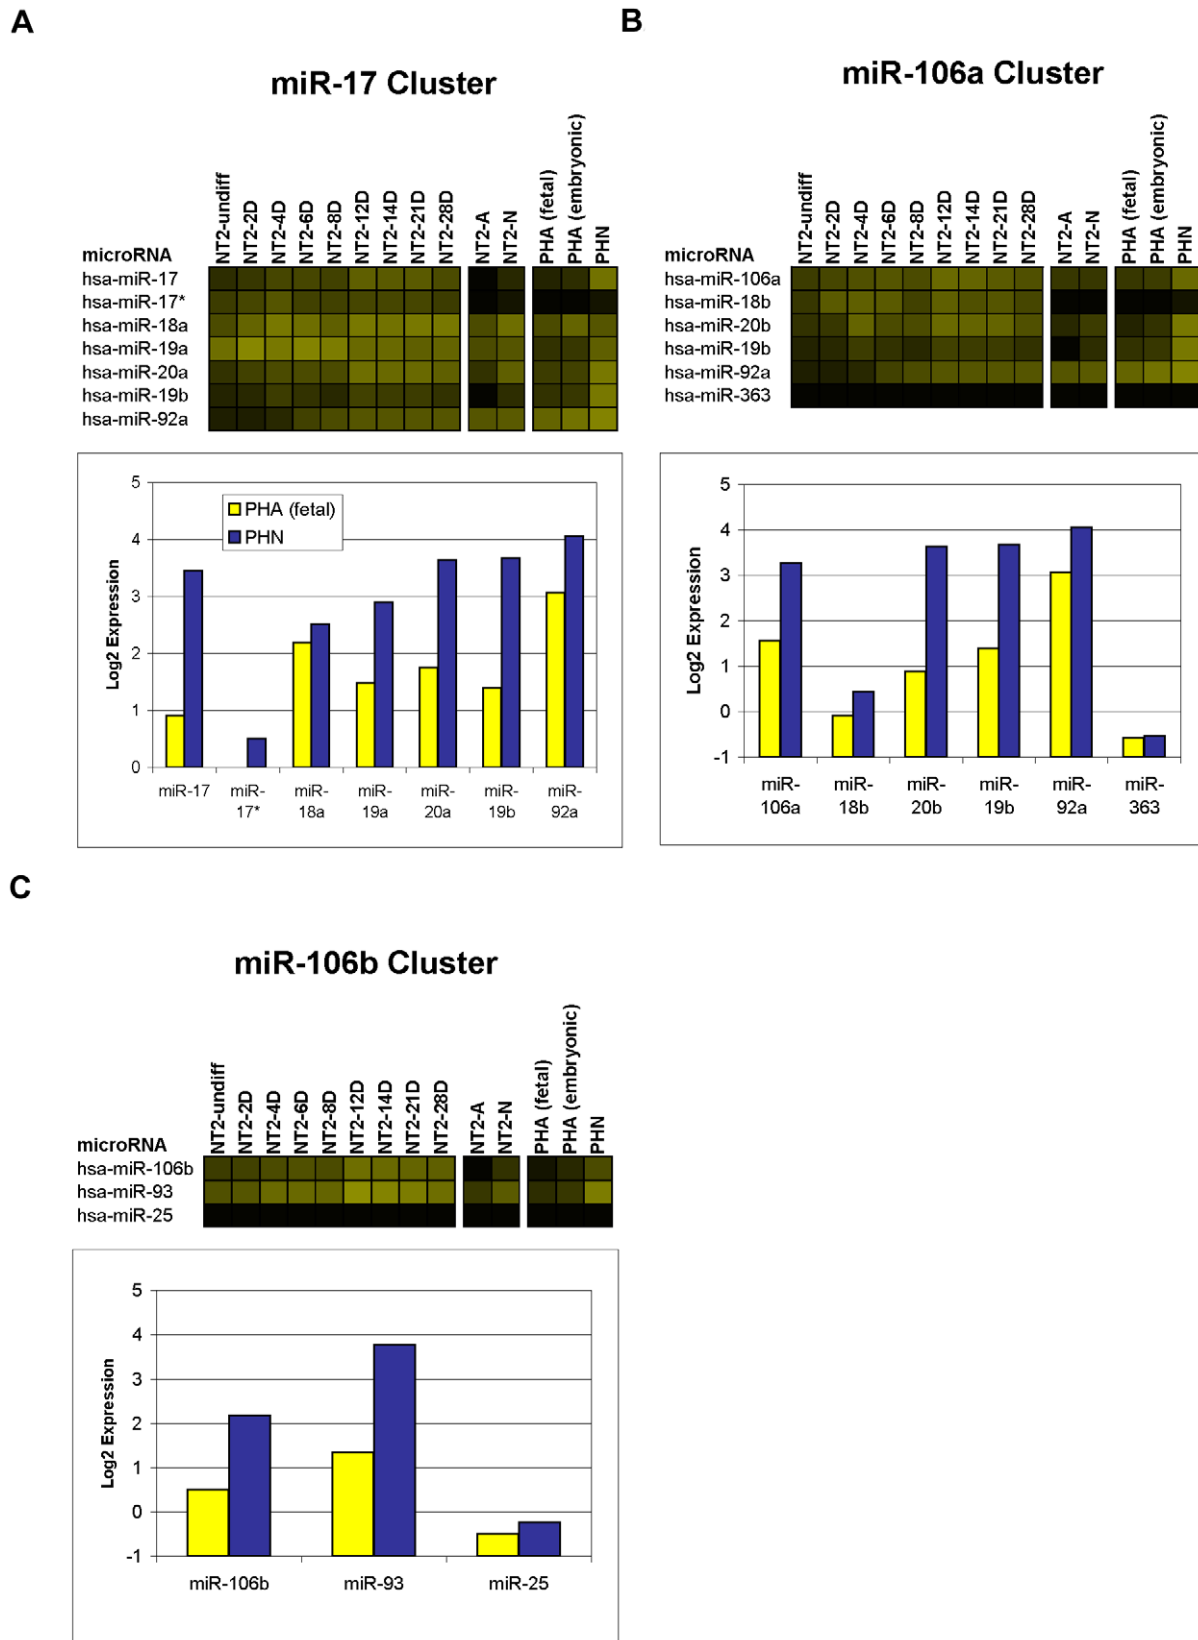 A
miR-17 Cluster
NT2-undiff
NT2-2D
NT2-4D
NT2-6D
NT2-8D
NT2-12D
NT2-14D
NT2-21D
NT2-28D
NT2-A
NT2-N
PHA (fetal)
PHA (embryonic)
PHN
microRNA
hsa-miR-17
hsa-miR-17*
hsa-miR-18a
hsa-miR-19a
hsa-miR-20a
hsa-miR-19b
hsa-miR-92a
Log2 Expression
5
4
3
2
1
0
PHA (fetal)
PHN
miR-17
miR-17*
miR-18a
miR-19a
miR-20a
miR-19b
miR-92a
B
miR-106a Cluster
NT2-undiff
NT2-2D
NT2-4D
NT2-6D
NT2-8D
NT2-12D
NT2-14D
NT2-21D
NT2-28D
NT2-A
NT2-N
PHA (fetal)
PHA (embryonic)
PHN
microRNA
hsa-miR-106a
hsa-miR-18b
hsa-miR-20b
hsa-miR-19b
hsa-miR-92a
hsa-miR-363
Log2 Expression
5
4
3
2
1
0
-1
miR-106a
miR-18b
miR-20b
miR-19b
miR-92a
miR-363
C
miR-106b Cluster
NT2-undiff
NT2-2D
NT2-4D
NT2-6D
NT2-8D
NT2-12D
NT2-14D
NT2-21D
NT2-28D
NT2-A
NT2-N
PHA (fetal)
PHA (embryonic)
PHN
microRNA
hsa-miR-106b
hsa-miR-93
hsa-miR-25
Log2 Expression
5
4
3
2
1
0
-1
miR-106b
miR-93
miR-25